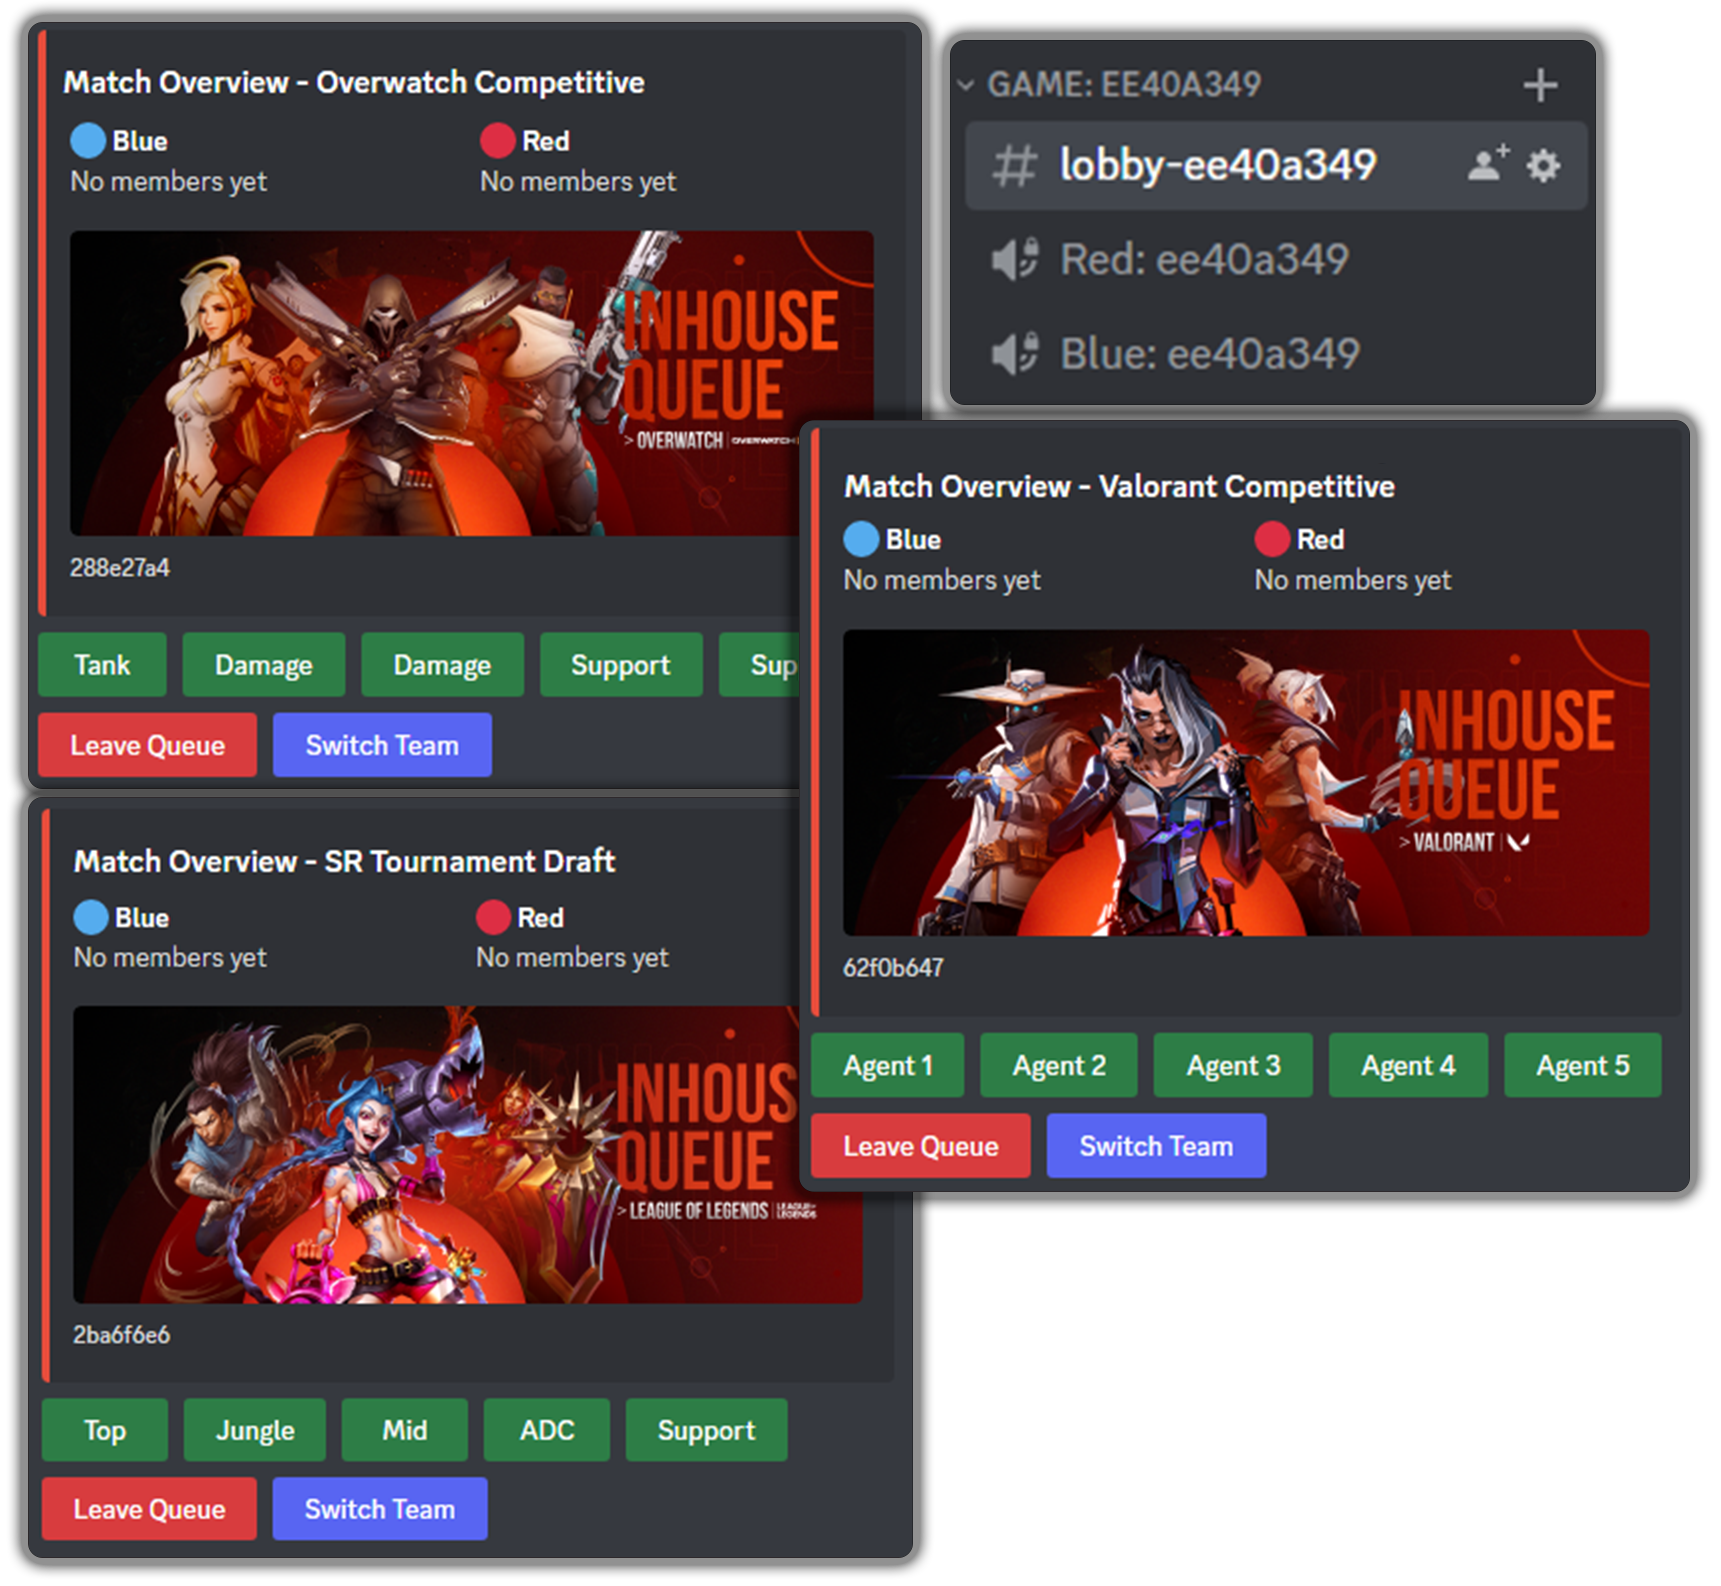 Match Overview - Overwatch Competitive
Blue
Red
No members yet
No members yet
INHOUSE
QUEUE
> OVERWATCH | OVERWATCH
288e27a4
Tank
Damage
Damage
Support
Sup
Leave Queue
Switch Team
GAME: EE40A349
# lobby-ee40a349
Red: ee40a349
Blue: ee40a349
Match Overview - Valorant Competitive
Blue
Red
No members yet
No members yet
INHOUSE
QUEUE
> VALORANT |
62f0b647
Agent 1
Agent 2
Agent 3
Agent 4
Agent 5
Leave Queue
Switch Team
Match Overview - SR Tournament Draft
Blue
Red
No members yet
No members yet
INHOUS
QUEUE
> LEAGUE OF LEGENDS | LEAGUE OF LEGENDS
2ba6f6e6
Top
Jungle
Mid
ADC
Support
Leave Queue
Switch Team